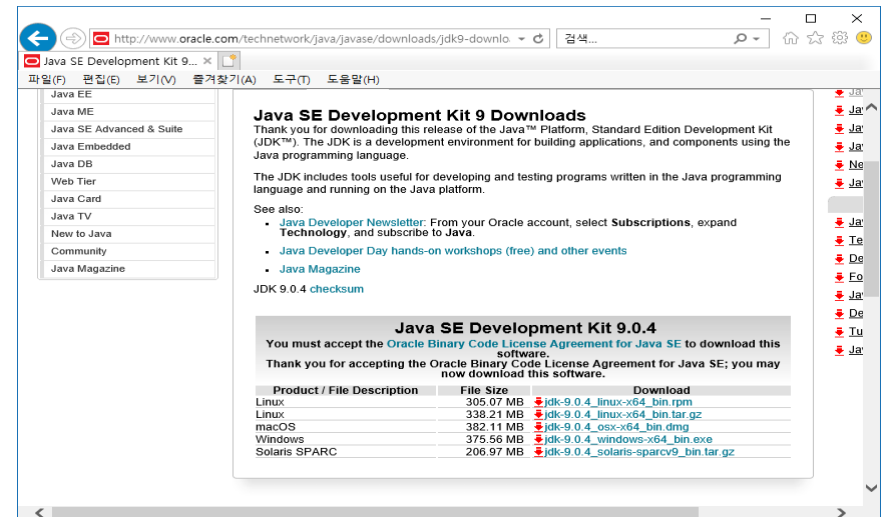 http://www.oracle.com/technetwork/java/javase/downloads/jdk9-downlo
검색...
Java SE Development Kit 9...
파일(F) 편집(E) 보기(V) 즐겨찾기(A) 도구(T) 도움말(H)
Java EE
Java ME
Java SE Advanced & Suite
Java Embedded
Java DB
Web Tier
Java Card
Java TV
New to Java
Community
Java Magazine
Java SE Development Kit 9 Downloads
Thank you for downloading this release of the Java™ Platform, Standard Edition Development Kit
(JDK™). The JDK is a development environment for building applications, and components using the
Java programming language.
The JDK includes tools useful for developing and testing programs written in the Java programming
language and running on the Java platform.
See also:
• Java Developer Newsletter: From your Oracle account, select Subscriptions, expand
Technology, and subscribe to Java.
• Java Developer Day hands-on workshops (free) and other events
• Java Magazine
JDK 9.0.4 checksum
Java SE Development Kit 9.0.4
You must accept the Oracle Binary Code License Agreement for Java SE to download this
software.
Thank you for accepting the Oracle Binary Code License Agreement for Java SE; you may
now download this software.
Product / File Description File Size Download
Linux 305.07 MB jdk-9.0.4_linux-x64_bin.rpm
Linux 338.21 MB jdk-9.0.4_linux-x64_bin.tar.gz
macOS 382.11 MB jdk-9.0.4_osx-x64_bin.dmg
Windows 375.56 MB jdk-9.0.4_windows-x64_bin.exe
Solaris SPARC 206.97 MB jdk-9.0.4_solaris-sparcv9_bin.tar.gz